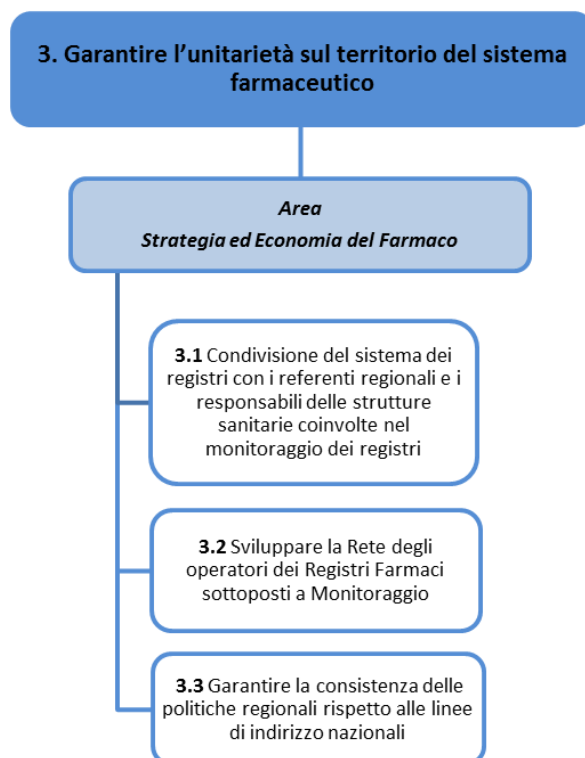 3. Garantire l’unitarietà sul territorio del sistema
farmaceutico
Area
Strategia ed Economia del Farmaco
3.1 Condivisione del sistema dei
registri con i referenti regionali e i
responsabili delle strutture
sanitarie coinvolte nel
monitoraggio dei registri
3.2 Sviluppare la Rete degli
operatori dei Registri Farmaci
sottoposti a Monitoraggio
3.3 Garantire la consistenza delle
politiche regionali rispetto alle linee
di indirizzo nazionali